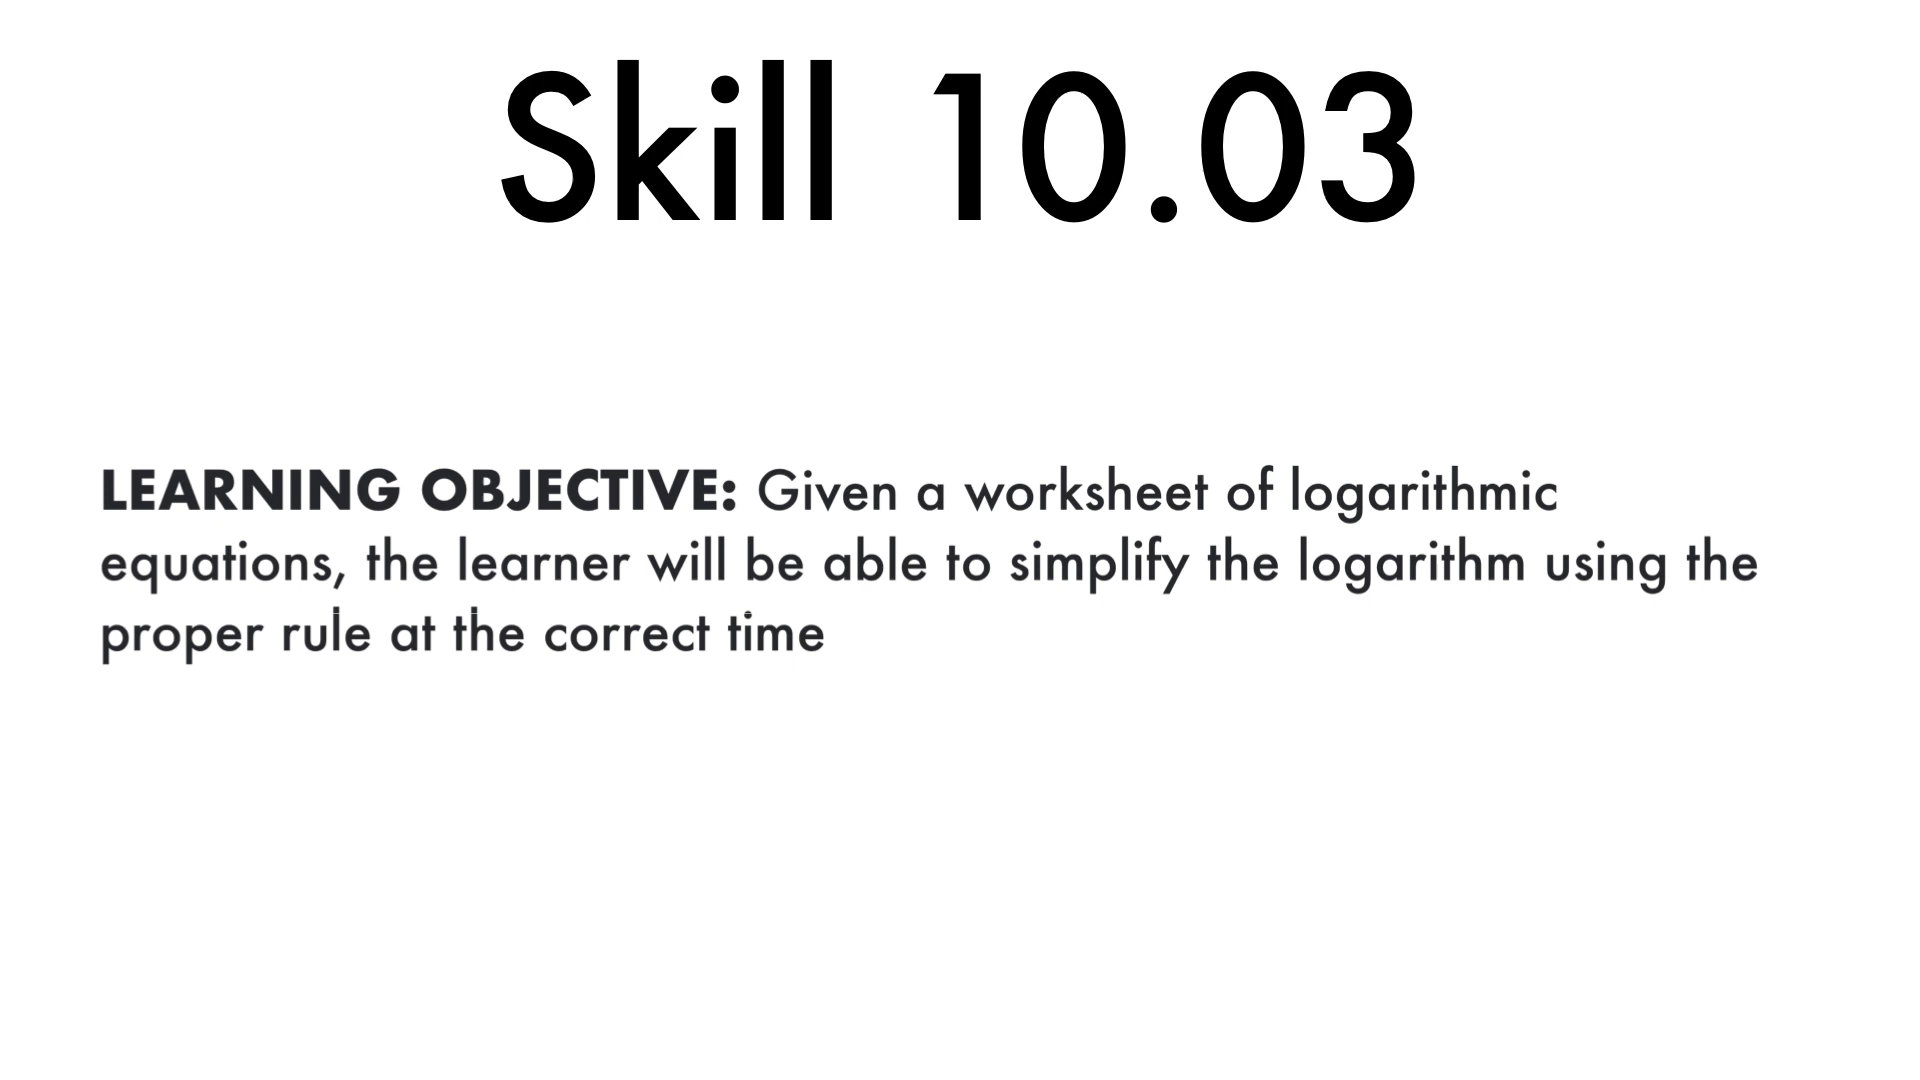 Skill 10.03
LEARNING OBJECTIVE: Given a worksheet of logarithmic
equations, the learner will be able to simplify the logarithm using the
proper rule at the correct time